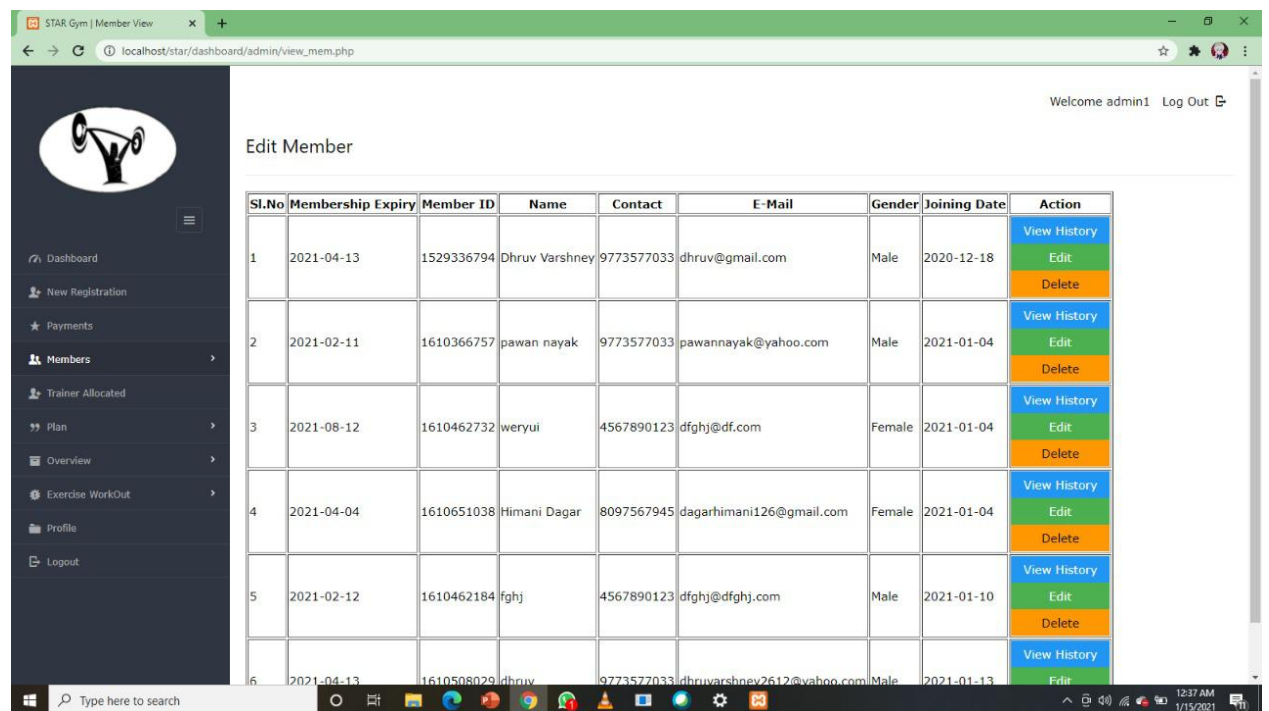 STAR Gym | Member View
localhost/star/dashboard/admin/view_mem.php
Welcome admin1 Log Out
Edit Member
Sl.No Membership Expiry Member ID Name Contact E-Mail Gender Joining Date Action
1 2021-04-13 1529336794 Dhruv Varshney 9773577033 dhruv@gmail.com Male 2020-12-18 View History
Edit
Delete
2 2021-02-11 1610366757 pawan nayak 9773577033 pawannayak@yahoo.com Male 2021-01-04 View History
Edit
Delete
3 2021-08-12 1610462732 weryui 4567890123 dfghj@df.com Female 2021-01-04 View History
Edit
Delete
4 2021-04-04 1610651038 Himani Dagar 8097567945 dagarhimani126@gmail.com Female 2021-01-04 View History
Edit
Delete
5 2021-02-12 1610462184 fghj 4567890123 dfghj@dfghj.com Male 2021-01-10 View History
Edit
Delete
6 2021-04-13 1610508029 dhruv 9773577033 dhruvarshney2612@yahoo.com Male 2021-01-13 View History
Edit
Dashboard
New Registration
Payments
Members
Trainer Allocated
Plan
Overview
Exercise WorkOut
Profile
Logout
Type here to search
12:37 AM
1/15/2021